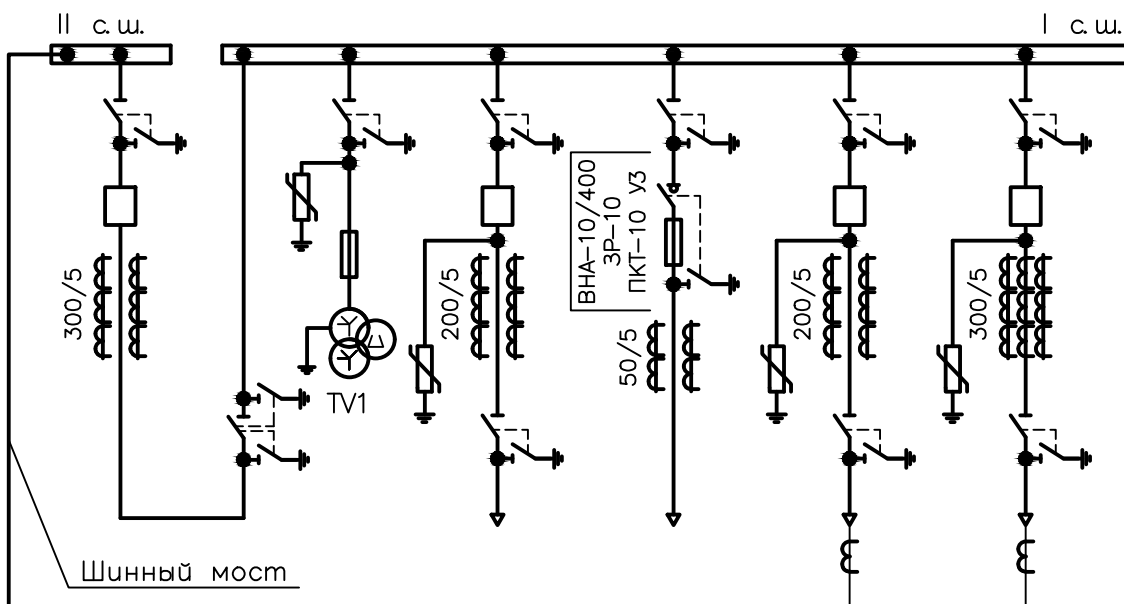 II с. ш.
I с. ш.
ВНА-10/400
ЗР-10
ПКТ-10 У3
300/5
200/5
50/5
200/5
300/5
TV1
Шинный мост